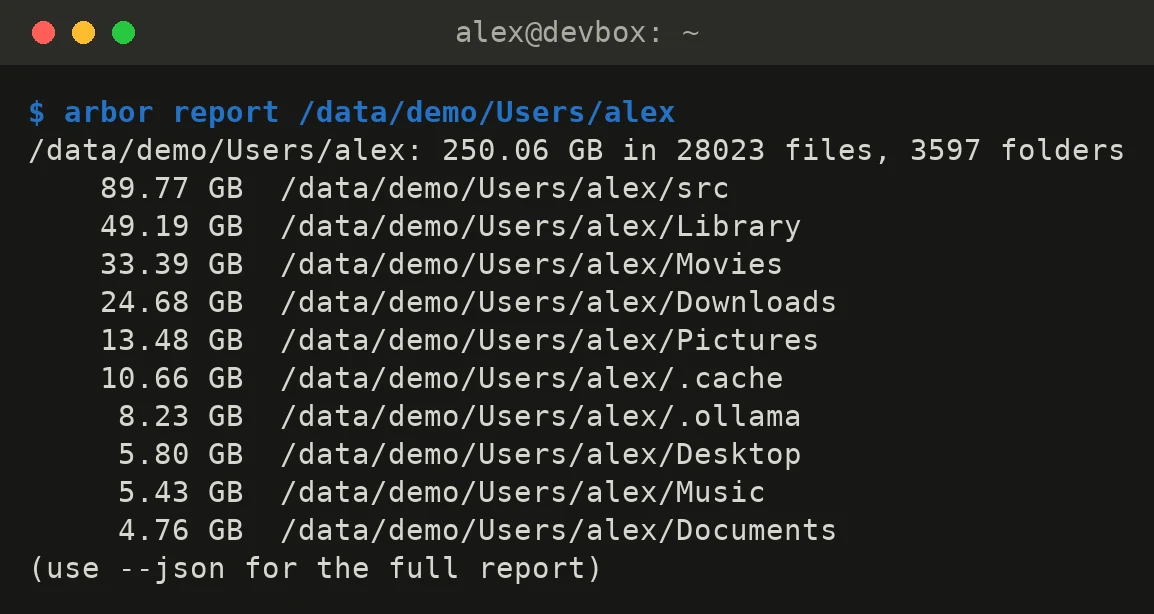 alex@devbox: ~
$ arbor report /data/demo/Users/alex
/data/demo/Users/alex: 250.06 GB in 28023 files, 3597 folders
89.77 GB  /data/demo/Users/alex/src
49.19 GB  /data/demo/Users/alex/Library
33.39 GB  /data/demo/Users/alex/Movies
24.68 GB  /data/demo/Users/alex/Downloads
13.48 GB  /data/demo/Users/alex/Pictures
10.66 GB  /data/demo/Users/alex/.cache
8.23 GB  /data/demo/Users/alex/.ollama
5.80 GB  /data/demo/Users/alex/Desktop
5.43 GB  /data/demo/Users/alex/Music
4.76 GB  /data/demo/Users/alex/Documents
(use --json for the full report)